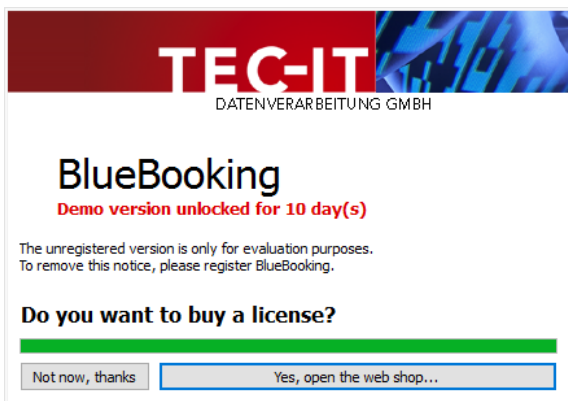 TEC-IT
DATENVERARBEITUNG GMBH
BlueBooking
Demo version unlocked for 10 day(s)
The unregistered version is only for evaluation purposes.
To remove this notice, please register BlueBooking.
Do you want to buy a license?
Not now, thanks
Yes, open the web shop...